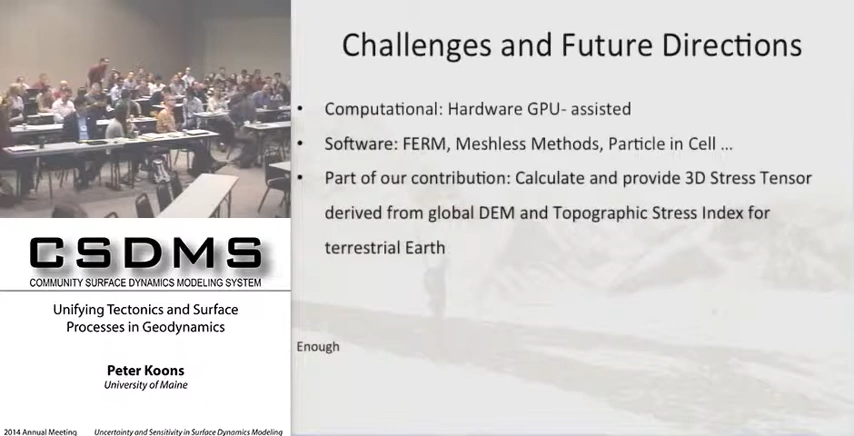 Challenges and Future Directions
• Computational: Hardware GPU- assisted
• Software: FERM, Meshless Methods, Particle in Cell ...
• Part of our contribution: Calculate and provide 3D Stress Tensor
derived from global DEM and Topographic Stress Index for
terrestrial Earth
Enough
CSDMS
COMMUNITY SURFACE DYNAMICS MODELING SYSTEM
Unifying Tectonics and Surface
Processes in Geodynamics
Peter Koons
University of Maine
2014 Annual Meeting Uncertainty and Sensitivity in Surface Dynamics Modeling